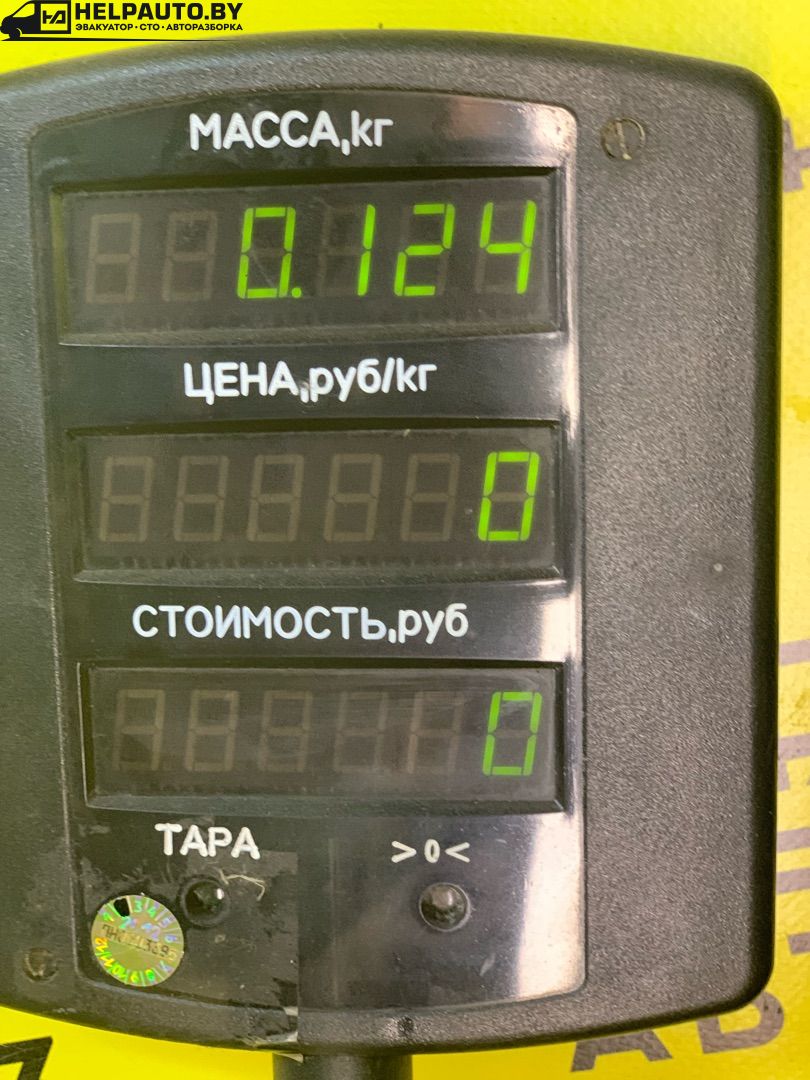 HELPAUTO.BY
ЭВАКУАТОР·СТО·АВТОРАЗБОРКА
МАССА,кг
0.124
ЦЕНА,руб/кг
0
СТОИМОСТЬ,руб
0
ТАРА >0<